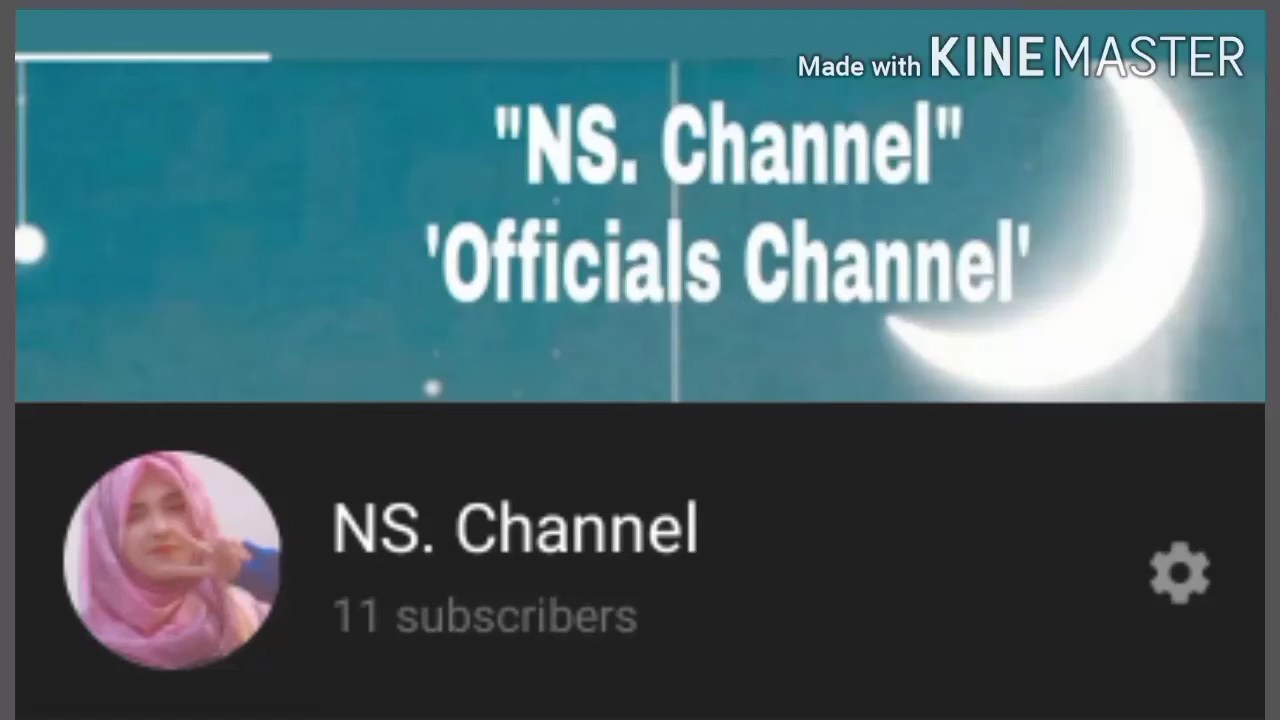 Made with KINEMASTER
"NS. Channel"
'Officials Channel'
NS. Channel
11 subscribers